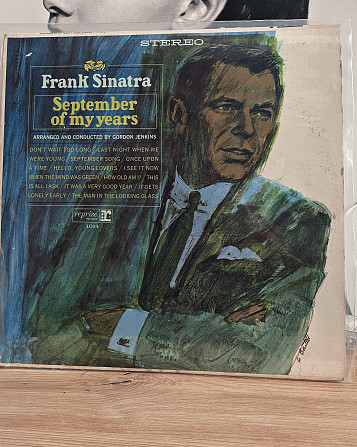 STEREO
Frank Sinatra
September
of my years
ARRANGED AND CONDUCTED BY GORDON JENKINS
DON'T WAIT TOO LONG / LAST NIGHT WHEN WE
WERE YOUNG / SEPTEMBER SONG / ONCE UPON
A TIME / HELLO, YOUNG LOVERS / I SEE IT NOW
WHEN THE WIND WAS GREEN / HOW OLD AM I? / THIS
IS ALL I ASK / IT WAS A VERY GOOD YEAR / IT GETS
LONELY EARLY / THE MAN IN THE LOOKING GLASS
reprise
1014